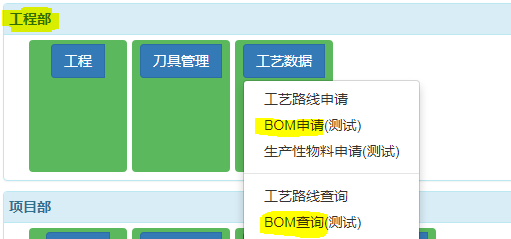 工程部
工程 刀具管理 工艺数据
工艺路线申请
BOM申请(测试)
生产性物料申请(测试)
工艺路线查询
项目部
BOM查询(测试)